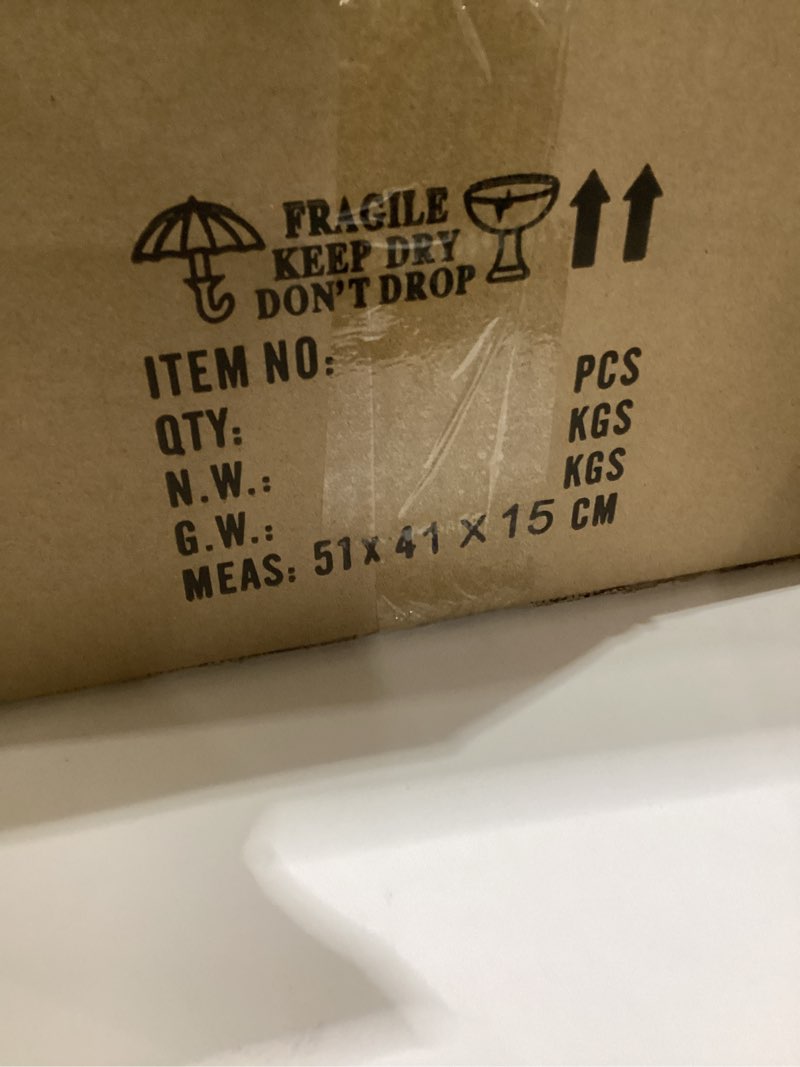 FRAGILE
KEEP DRY
DON'T DROP
ITEM NO:
QTY: PCS
N.W.: KGS
G.W.: KGS
MEAS: 51 X 41 X 15 CM